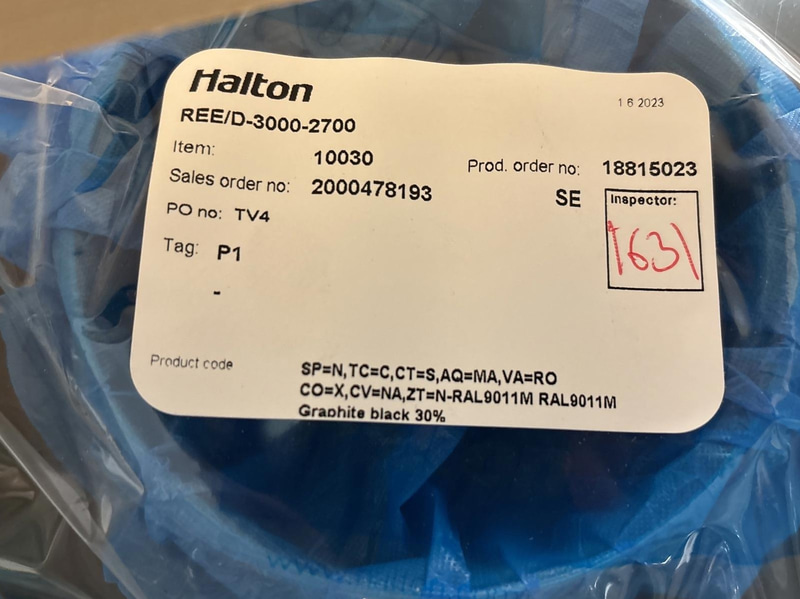 Halton
1 6 2023
REE/D-3000-2700
Item: 10030
Prod. order no: 18815023
Sales order no: 2000478193
SE
Inspector:
1631
PO no: TV4
Tag: P1
-
Product code
SP=N,TC=C,CT=S,AQ=MA,VA=RO
CO=X,CV=NA,ZT=N-RAL9011M RAL9011M
Graphite black 30%